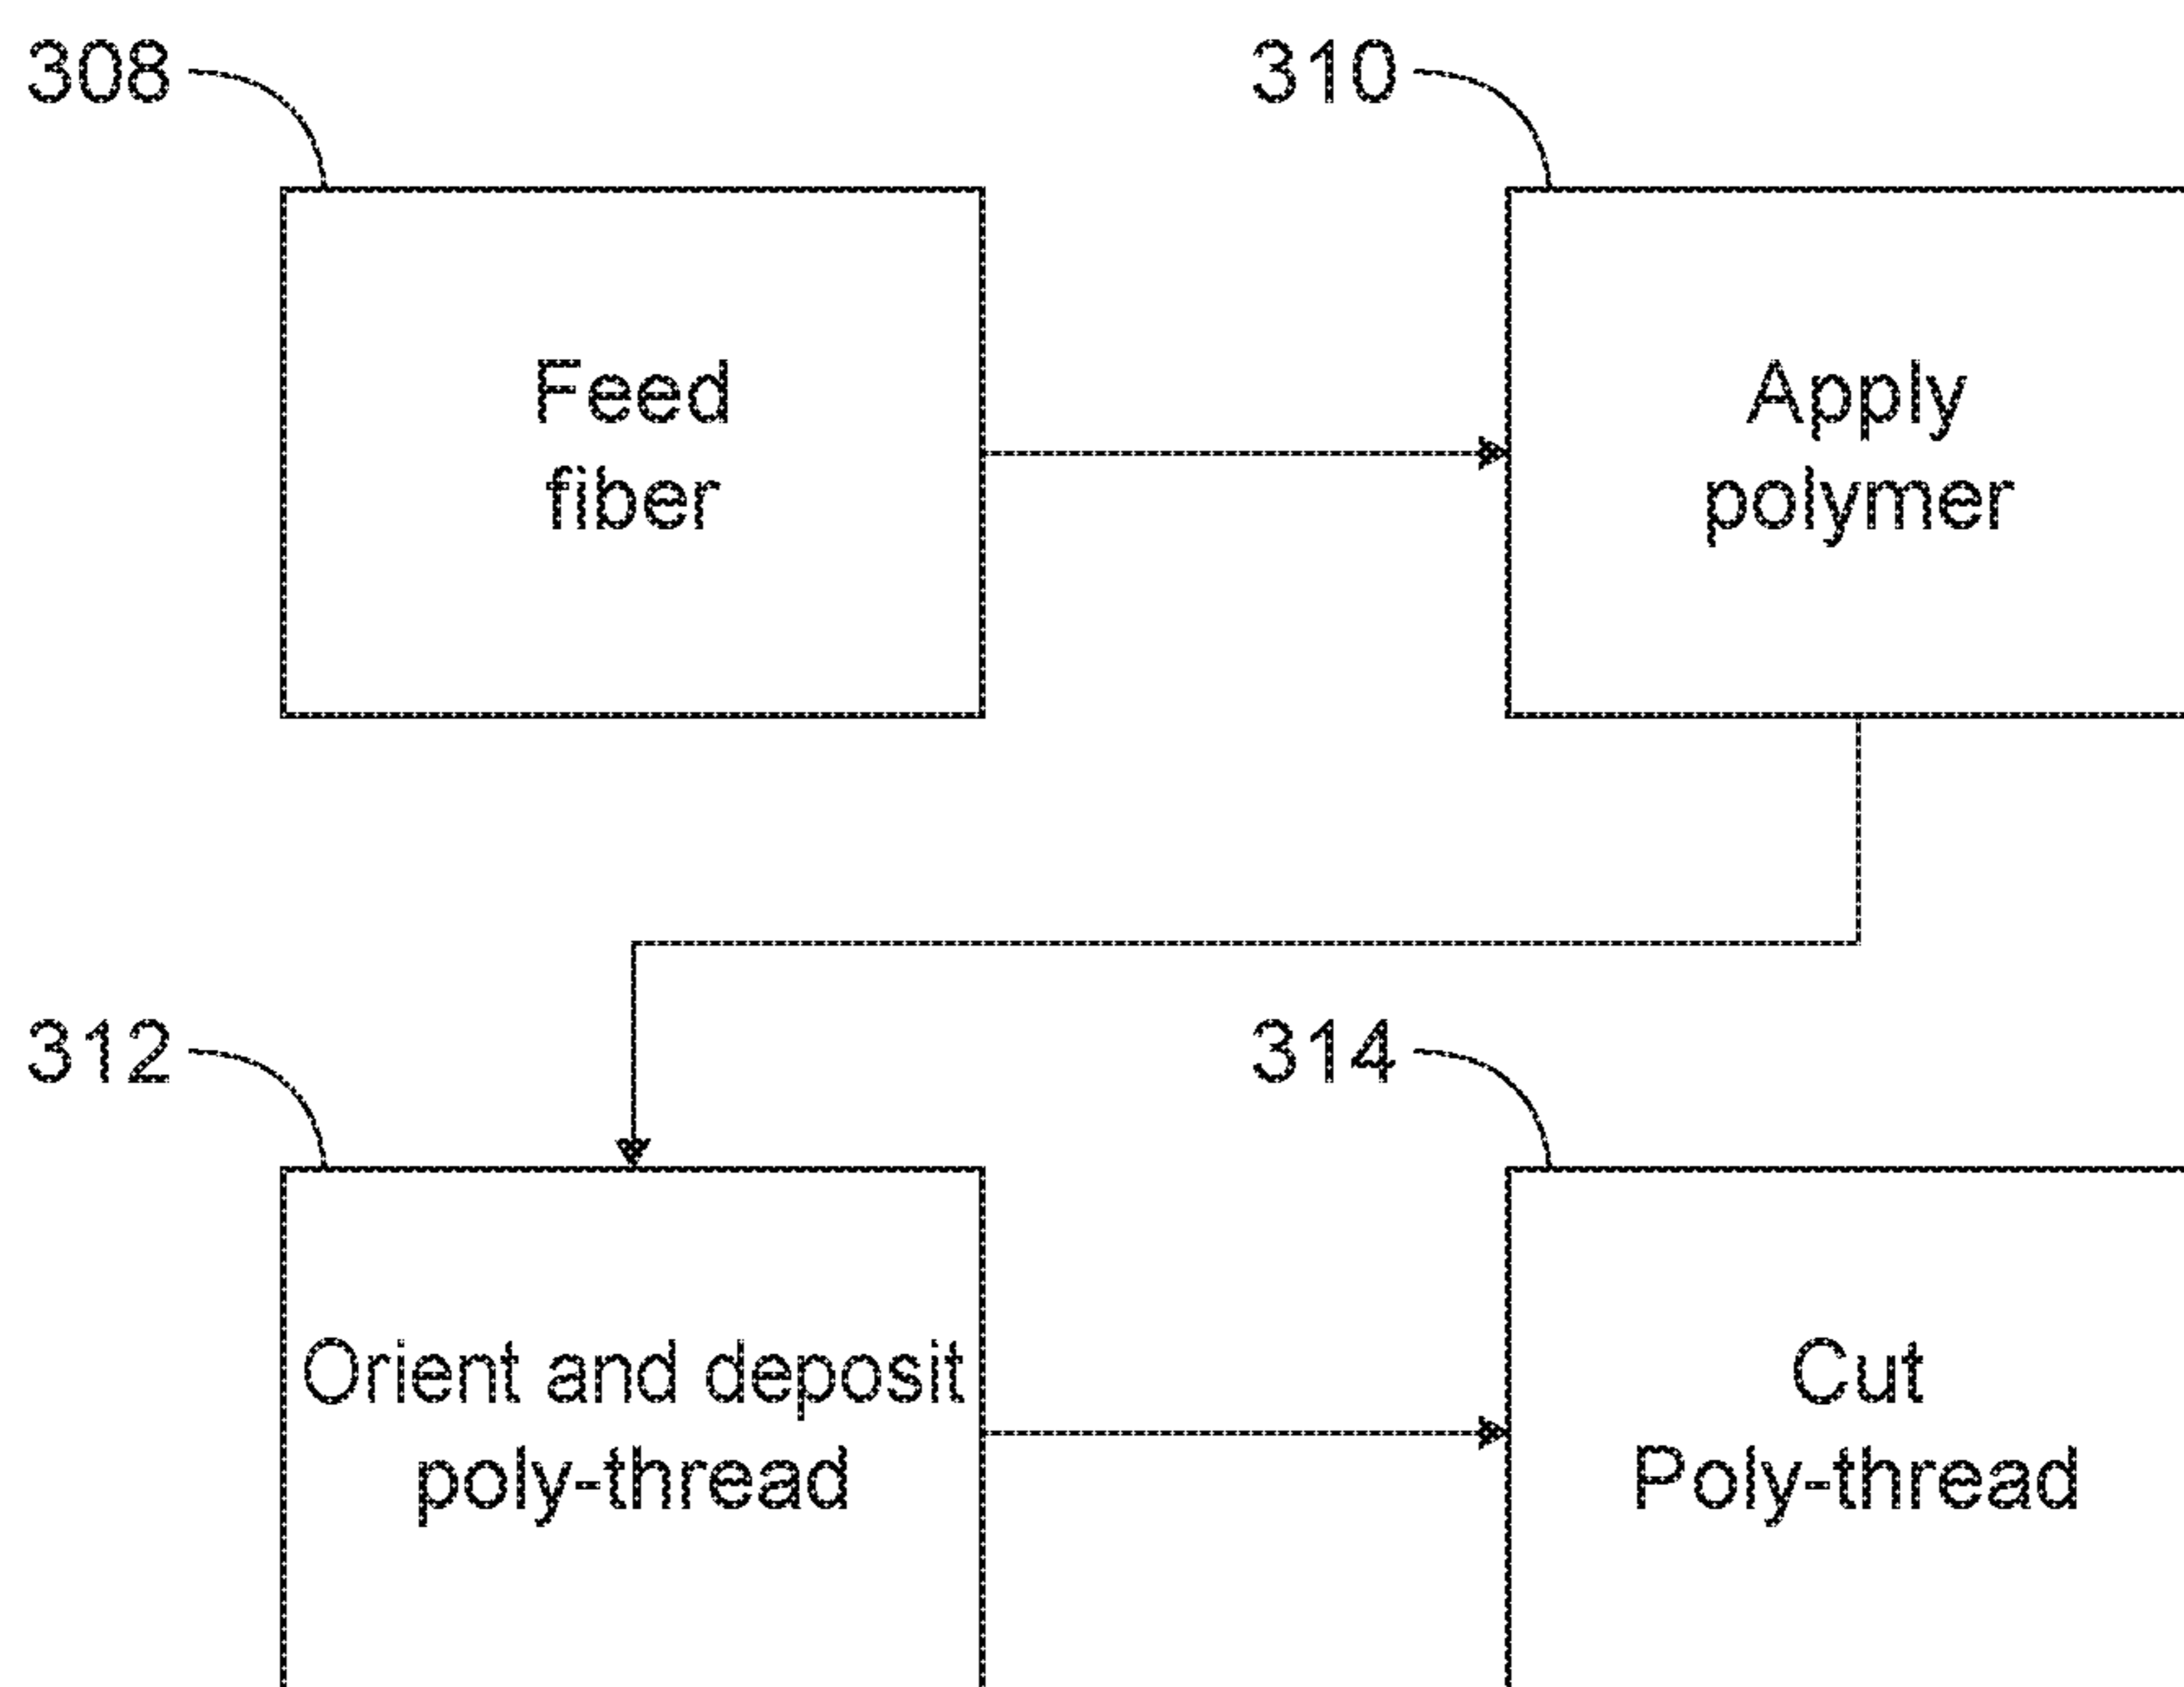 308
310
Feed
fiber
Apply
polymer
312
314
Orient and deposit
poly-thread
Cut
Poly-thread